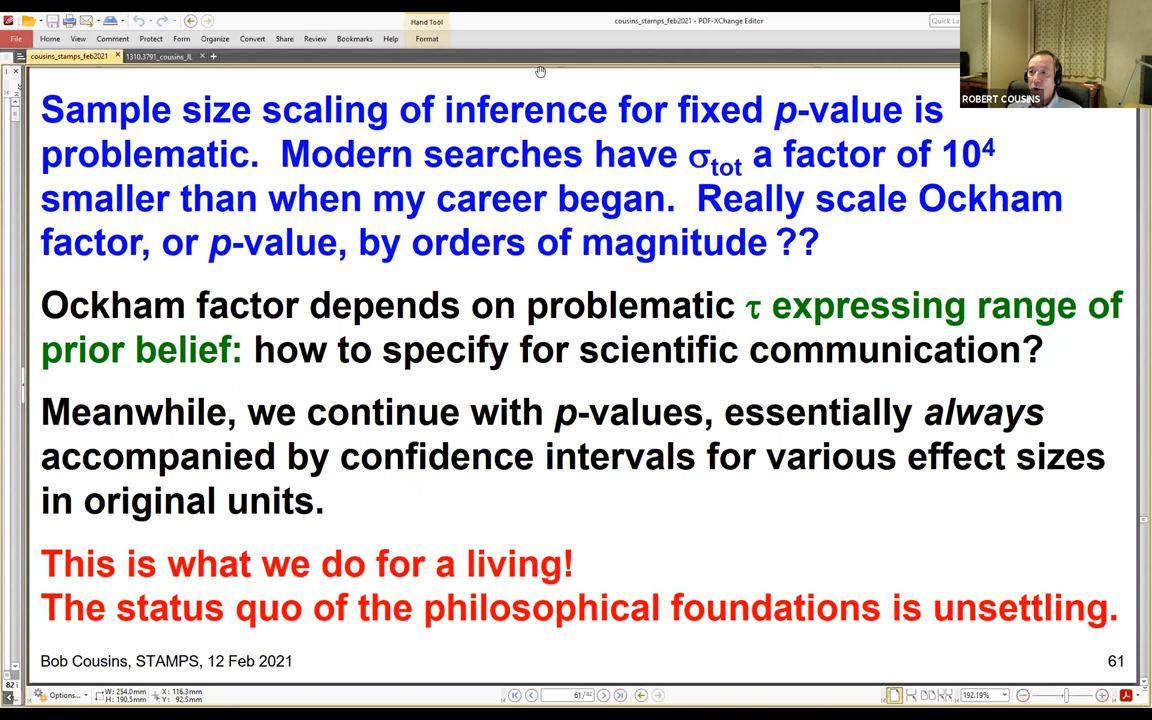 Hand Tool
cousins_stamps_feb2021 - PDF-XChange Editor
Quick La
File Home View Comment Protect Form Organize Convert Share Review Bookmarks Help Format
cousins_stamps_feb2021 1310.3791_cousins_JL
ROBERT COUSINS
Sample size scaling of inference for fixed p-value is
problematic. Modern searches have σtot a factor of 10⁴
smaller than when my career began. Really scale Ockham
factor, or p-value, by orders of magnitude ??
Ockham factor depends on problematic τ expressing range of
prior belief: how to specify for scientific communication?
Meanwhile, we continue with p-values, essentially always
accompanied by confidence intervals for various effect sizes
in original units.
This is what we do for a living!
The status quo of the philosophical foundations is unsettling.
Bob Cousins, STAMPS, 12 Feb 2021
61
82 i
Options... W: 254.0mm X: 116.3mm
H: 190.5mm Y: 92.5mm
61 /82
192.19%